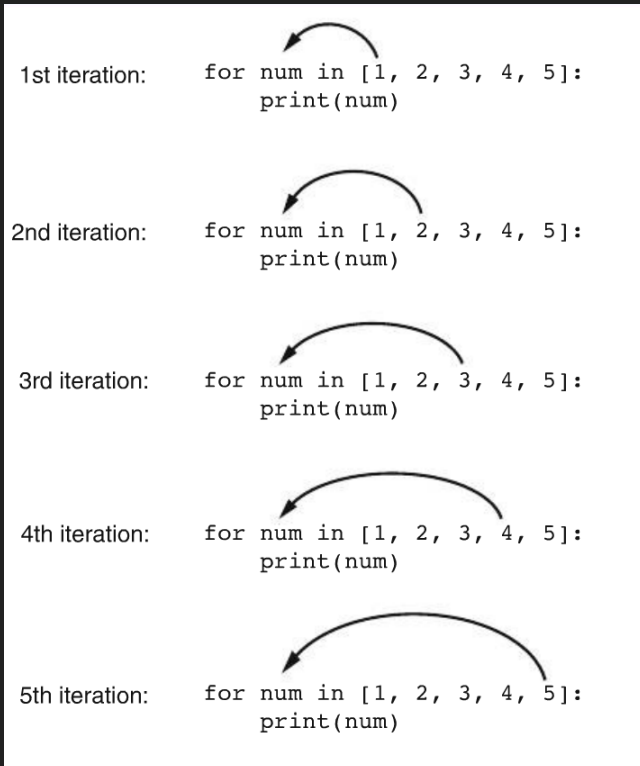 1st iteration: for num in [1, 2, 3, 4, 5]:
print(num)
2nd iteration: for num in [1, 2, 3, 4, 5]:
print(num)
3rd iteration: for num in [1, 2, 3, 4, 5]:
print(num)
4th iteration: for num in [1, 2, 3, 4, 5]:
print(num)
5th iteration: for num in [1, 2, 3, 4, 5]:
print(num)